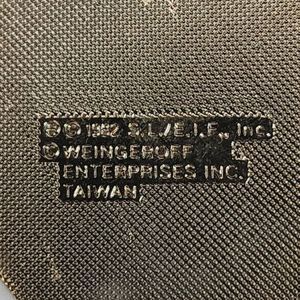 ® © 1982 S.L./E.I.F., Inc.
© WEINGEROFF
ENTERPRISES INC.
TAIWAN